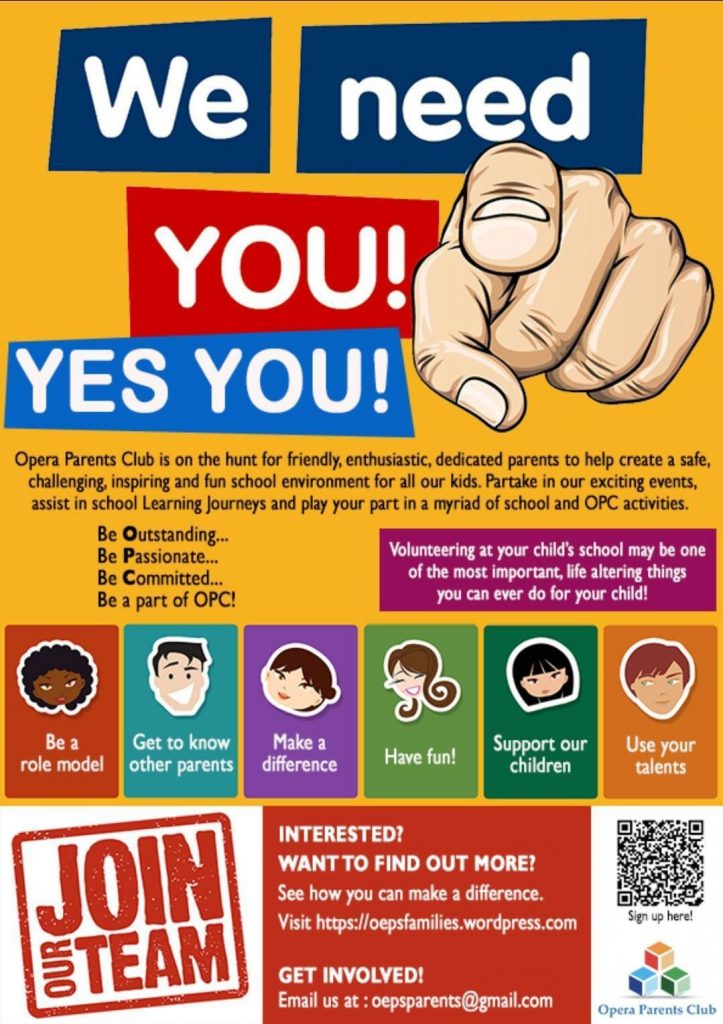 We need
YOU!
YES YOU!
Opera Parents Club is on the hunt for friendly, enthusiastic, dedicated parents to help create a safe,
challenging, inspiring and fun school environment for all our kids. Partake in our exciting events,
assist in school Learning Journeys and play your part in a myriad of school and OPC activities.
Be Outstanding...
Be Passionate...
Be Committed...
Be a part of OPC!
Volunteering at your child's school may be one
of the most important, life altering things
you can ever do for your child!
Be a
role model
Get to know
other parents
Make a
difference
Have fun!
Support our
children
Use your
talents
JOIN
OUR
TEAM
INTERESTED?
WANT TO FIND OUT MORE?
See how you can make a difference.
Visit https://oepsfamilies.wordpress.com
GET INVOLVED!
Email us at : oepsparents@gmail.com
Sign up here!
Opera Parents Club